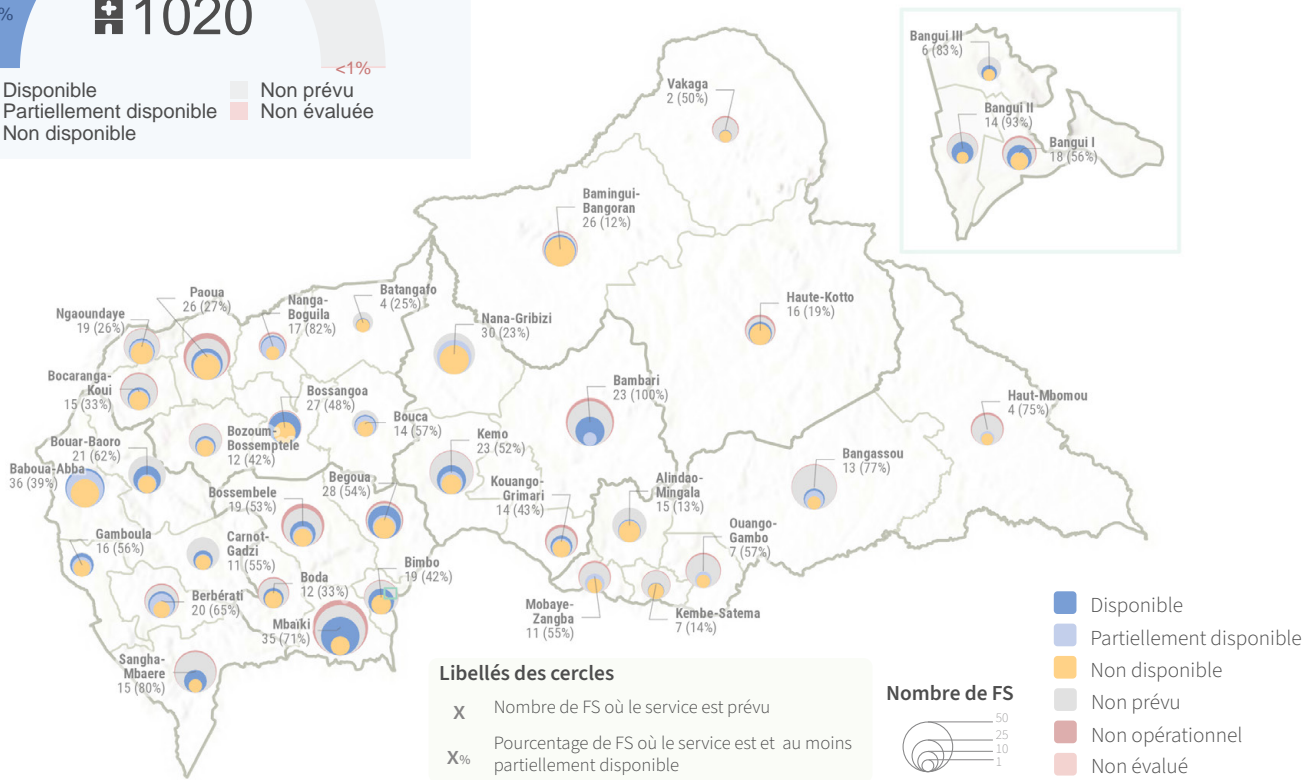 %
1020
<1%
Disponible
Partiellement disponible
Non disponible
Non prévu
Non évaluée
Bangui III
6 (83%)
Bangui II
14 (93%)
Bangui I
18 (56%)
Vakaga
2 (50%)
Bamingui-
Bangoran
26 (12%)
Paoua
26 (27%)
Ngaoundaye
19 (26%)
Nanga-
Boguila
17 (82%)
Batangafo
4 (25%)
Nana-Gribizi
30 (23%)
Haute-Kotto
16 (19%)
Bocaranga-
Koui
15 (33%)
Bossangoa
27 (48%)
Bambari
23 (100%)
Haut-Mbomou
4 (75%)
Bouca
14 (57%)
Bozoum-
Bossemptele
12 (42%)
Bouar-Baoro
21 (62%)
Baboua-Abba
36 (39%)
Kemo
23 (52%)
Bangassou
13 (77%)
Begoua
28 (54%)
Bossembele
19 (53%)
Kouango-
Grimari
14 (43%)
Alindao-
Mingala
15 (13%)
Ouango-
Gambo
7 (57%)
Gamboula
16 (56%)
Carnot-
Gadzi
11 (55%)
Bimbo
19 (42%)
Boda
12 (33%)
Berbérati
20 (65%)
Mbaïki
35 (71%)
Mobaye-
Zangba
11 (55%)
Kembe-Satema
7 (14%)
Sangha-
Mbaere
15 (80%)
Libellés des cercles
X Nombre de FS où le service est prévu
X% Pourcentage de FS où le service est et au moins
partiellement disponible
Nombre de FS
50
25
10
1
Disponible
Partiellement disponible
Non disponible
Non prévu
Non opérationnel
Non évalué